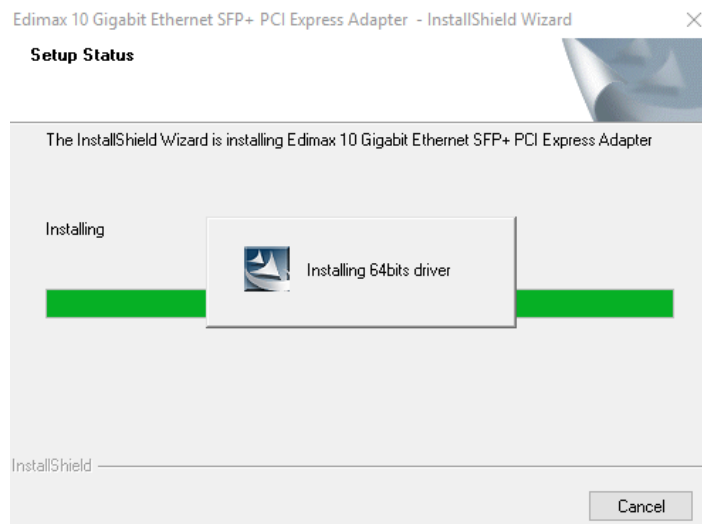 Edimax 10 Gigabit Ethernet SFP+ PCI Express Adapter - InstallShield Wizard
Setup Status
The InstallShield Wizard is installing Edimax 10 Gigabit Ethernet SFP+ PCI Express Adapter
Installing
Installing 64bits driver
InstallShield
Cancel